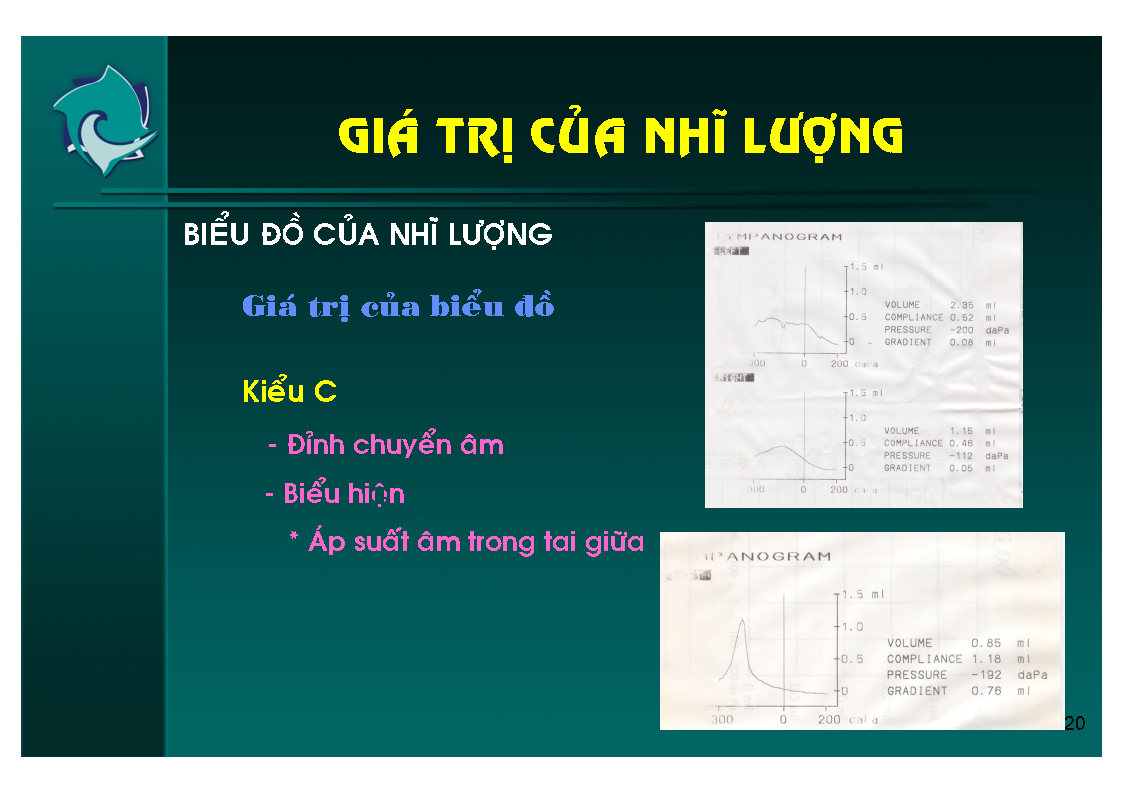 GIÁ TRỊ CỦA NHĨ LƯỢNG
BIỂU ĐỒ CỦA NHĨ LƯỢNG
Giá trị của biểu đồ
Kiểu C
- Đỉnh chuyển âm
- Biểu hiện
* Áp suất âm trong tai giữa
TYMPANOGRAM
LEFT
1.5 ml
1.0
0.5
0
VOLUME 2.35 ml
COMPLIANCE 0.52 ml
PRESSURE -200 daPa
GRADIENT 0.08 ml
300 0 200 daPa
RIGHT
1.5 ml
1.0
0.5
0
VOLUME 1.15 ml
COMPLIANCE 0.46 ml
PRESSURE -112 daPa
GRADIENT 0.05 ml
300 0 200 daPa
MPANOGRAM
1.5 ml
1.0
0.5
0
VOLUME 0.85 ml
COMPLIANCE 1.18 ml
PRESSURE -192 daPa
GRADIENT 0.76 ml
-300 0 200 daPa
20